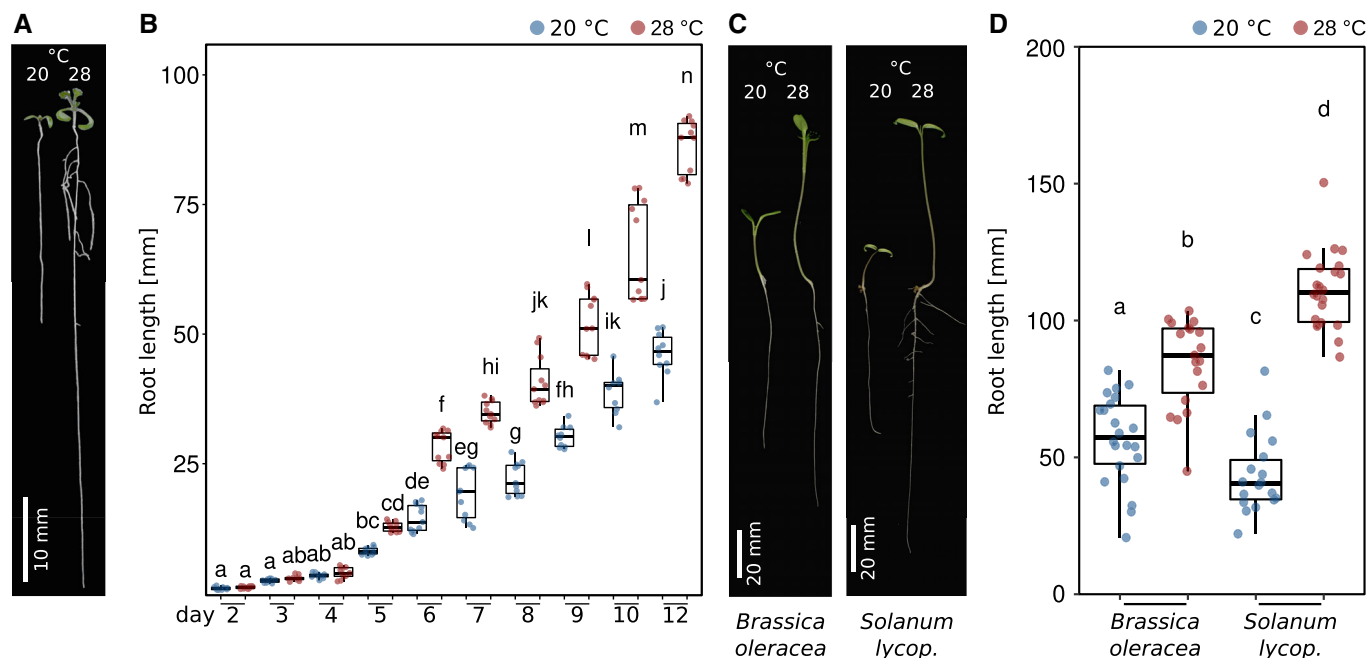 A
°C
20 28
10 mm
B
20 °C 28 °C
Root length [mm]
100
75
50
25
a a a ab ab ab bc cd de f eg hi g jk fh l ik m j n
day 2 3 4 5 6 7 8 9 10 12
C
°C
20 28
20 mm
Brassica
oleracea
°C
20 28
20 mm
Solanum
lycop.
D
20 °C 28 °C
Root length [mm]
200
150
100
50
0
a b c d
Brassica
oleracea
Solanum
lycop.